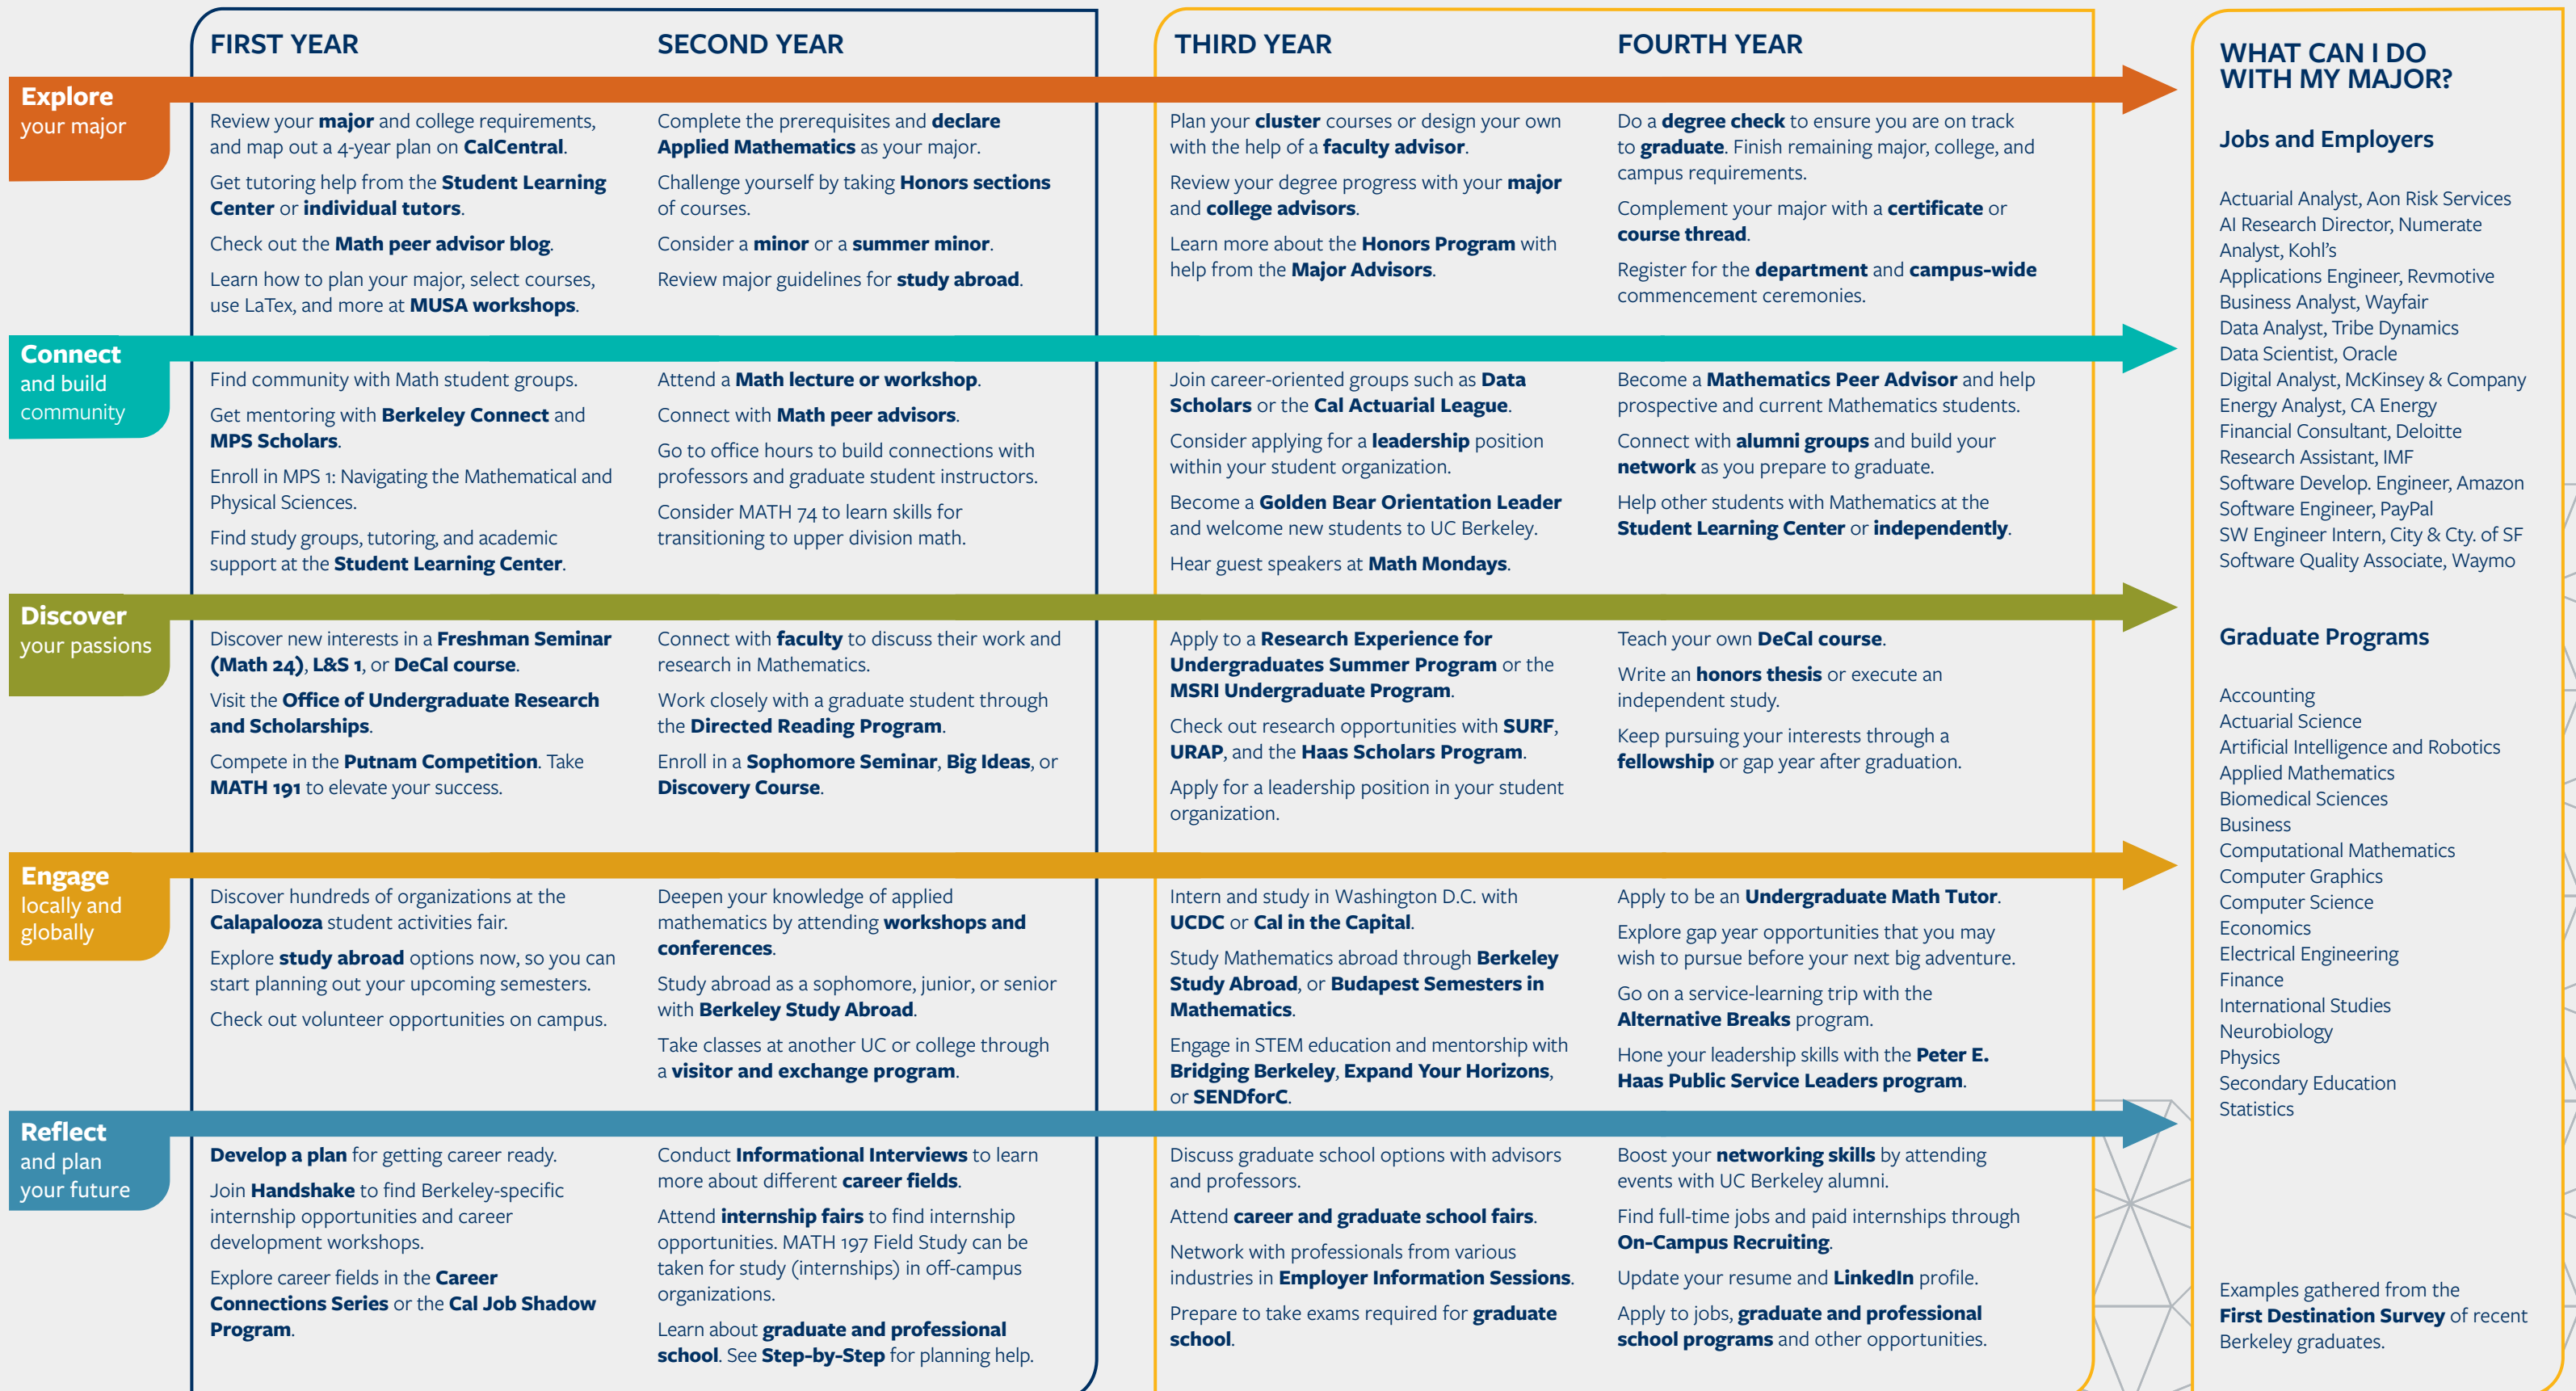 FIRST YEAR
SECOND YEAR
THIRD YEAR
FOURTH YEAR
Explore
your major
Review your major and college requirements,
and map out a 4-year plan on CalCentral.
Get tutoring help from the Student Learning
Center or individual tutors.
Check out the Math peer advisor blog.
Learn how to plan your major, select courses,
use LaTex, and more at MUSA workshops.
Complete the prerequisites and declare
Applied Mathematics as your major.
Challenge yourself by taking Honors sections
of courses.
Consider a minor or a summer minor.
Review major guidelines for study abroad.
Plan your cluster courses or design your own
with the help of a faculty advisor.
Review your degree progress with your major
and college advisors.
Learn more about the Honors Program with
help from the Major Advisors.
Do a degree check to ensure you are on track
to graduate. Finish remaining major, college, and
campus requirements.
Complement your major with a certificate or
course thread.
Register for the department and campus-wide
commencement ceremonies.
Connect
and build
community
Find community with Math student groups.
Get mentoring with Berkeley Connect and
MPS Scholars.
Enroll in MPS 1: Navigating the Mathematical and
Physical Sciences.
Find study groups, tutoring, and academic
support at the Student Learning Center.
Attend a Math lecture or workshop.
Connect with Math peer advisors.
Go to office hours to build connections with
professors and graduate student instructors.
Consider MATH 74 to learn skills for
transitioning to upper division math.
Join career-oriented groups such as Data
Scholars or the Cal Actuarial League.
Consider applying for a leadership position
within your student organization.
Become a Golden Bear Orientation Leader
and welcome new students to UC Berkeley.
Hear guest speakers at Math Mondays.
Become a Mathematics Peer Advisor and help
prospective and current Mathematics students.
Connect with alumni groups and build your
network as you prepare to graduate.
Help other students with Mathematics at the
Student Learning Center or independently.
Discover
your passions
Discover new interests in a Freshman Seminar
(Math 24), L&S 1, or DeCal course.
Visit the Office of Undergraduate Research
and Scholarships.
Compete in the Putnam Competition. Take
MATH 191 to elevate your success.
Connect with faculty to discuss their work and
research in Mathematics.
Work closely with a graduate student through
the Directed Reading Program.
Enroll in a Sophomore Seminar, Big Ideas, or
Discovery Course.
Apply to a Research Experience for
Undergraduates Summer Program or the
MSRI Undergraduate Program.
Check out research opportunities with SURF,
URAP, and the Haas Scholars Program.
Apply for a leadership position in your student
organization.
Teach your own DeCal course.
Write an honors thesis or execute an
independent study.
Keep pursuing your interests through a
fellowship or gap year after graduation.
Engage
locally and
globally
Discover hundreds of organizations at the
Calapalooza student activities fair.
Explore study abroad options now, so you can
start planning out your upcoming semesters.
Check out volunteer opportunities on campus.
Deepen your knowledge of applied
mathematics by attending workshops and
conferences.
Study abroad as a sophomore, junior, or senior
with Berkeley Study Abroad.
Take classes at another UC or college through
a visitor and exchange program.
Intern and study in Washington D.C. with
UCDC or Cal in the Capital.
Study Mathematics abroad through Berkeley
Study Abroad, or Budapest Semesters in
Mathematics.
Engage in STEM education and mentorship with
Bridging Berkeley, Expand Your Horizons,
or SENDforC.
Apply to be an Undergraduate Math Tutor.
Explore gap year opportunities that you may
wish to pursue before your next big adventure.
Go on a service-learning trip with the
Alternative Breaks program.
Hone your leadership skills with the Peter E.
Haas Public Service Leaders program.
Reflect
and plan
your future
Develop a plan for getting career ready.
Join Handshake to find Berkeley-specific
internship opportunities and career
development workshops.
Explore career fields in the Career
Connections Series or the Cal Job Shadow
Program.
Conduct Informational Interviews to learn
more about different career fields.
Attend internship fairs to find internship
opportunities. MATH 197 Field Study can be
taken for study (internships) in off-campus
organizations.
Learn about graduate and professional
school. See Step-by-Step for planning help.
Discuss graduate school options with advisors
and professors.
Attend career and graduate school fairs.
Network with professionals from various
industries in Employer Information Sessions.
Prepare to take exams required for graduate
school.
Boost your networking skills by attending
events with UC Berkeley alumni.
Find full-time jobs and paid internships through
On-Campus Recruiting.
Update your resume and LinkedIn profile.
Apply to jobs, graduate and professional
school programs and other opportunities.
WHAT CAN I DO
WITH MY MAJOR?
Jobs and Employers
Actuarial Analyst, Aon Risk Services
AI Research Director, Numerate
Analyst, Kohl's
Applications Engineer, Revmotive
Business Analyst, Wayfair
Data Analyst, Tribe Dynamics
Data Scientist, Oracle
Digital Analyst, McKinsey & Company
Energy Analyst, CA Energy
Financial Consultant, Deloitte
Research Assistant, IMF
Software Develop. Engineer, Amazon
Software Engineer, PayPal
SW Engineer Intern, City & Cty. of SF
Software Quality Associate, Waymo
Graduate Programs
Accounting
Actuarial Science
Artificial Intelligence and Robotics
Applied Mathematics
Biomedical Sciences
Business
Computational Mathematics
Computer Graphics
Computer Science
Economics
Electrical Engineering
Finance
International Studies
Neurobiology
Physics
Secondary Education
Statistics
Examples gathered from the
First Destination Survey of recent
Berkeley graduates.